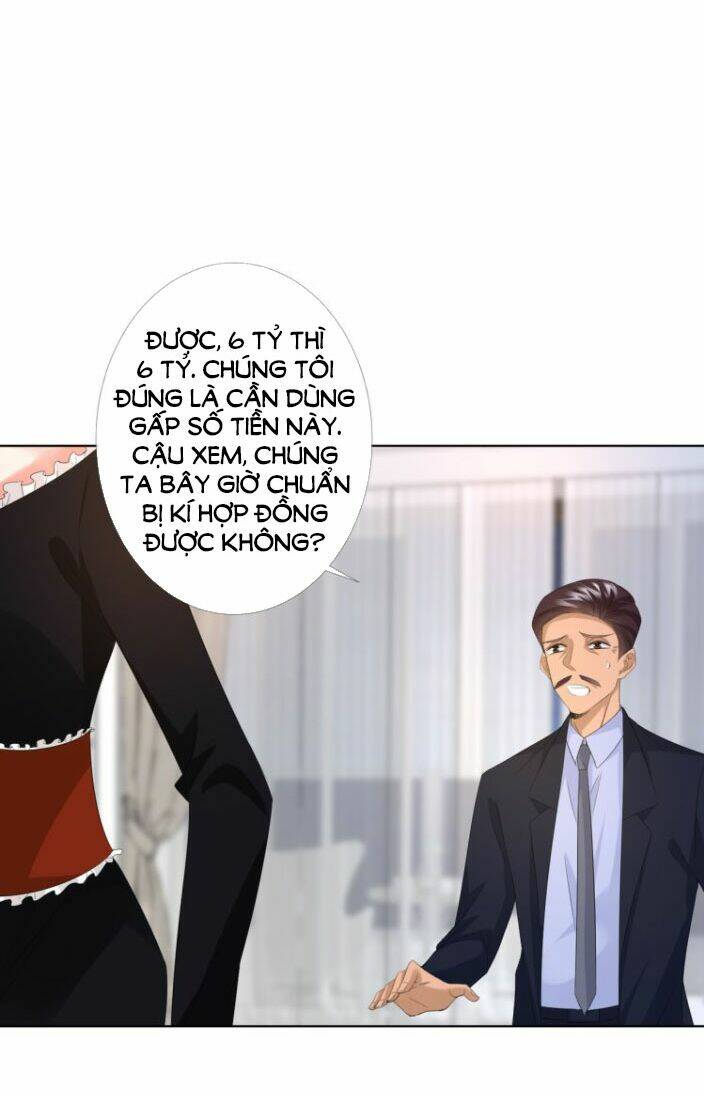 ĐƯỢC, 6 TỶ THÌ
6 TỶ. CHÚNG TÔI
ĐÚNG LÀ CẦN DÙNG
GẤP SỐ TIỀN NÀY.
CẬU XEM, CHÚNG
TA BÂY GIỜ CHUẨN
BỊ KÍ HỢP ĐỒNG
ĐƯỢC KHÔNG?